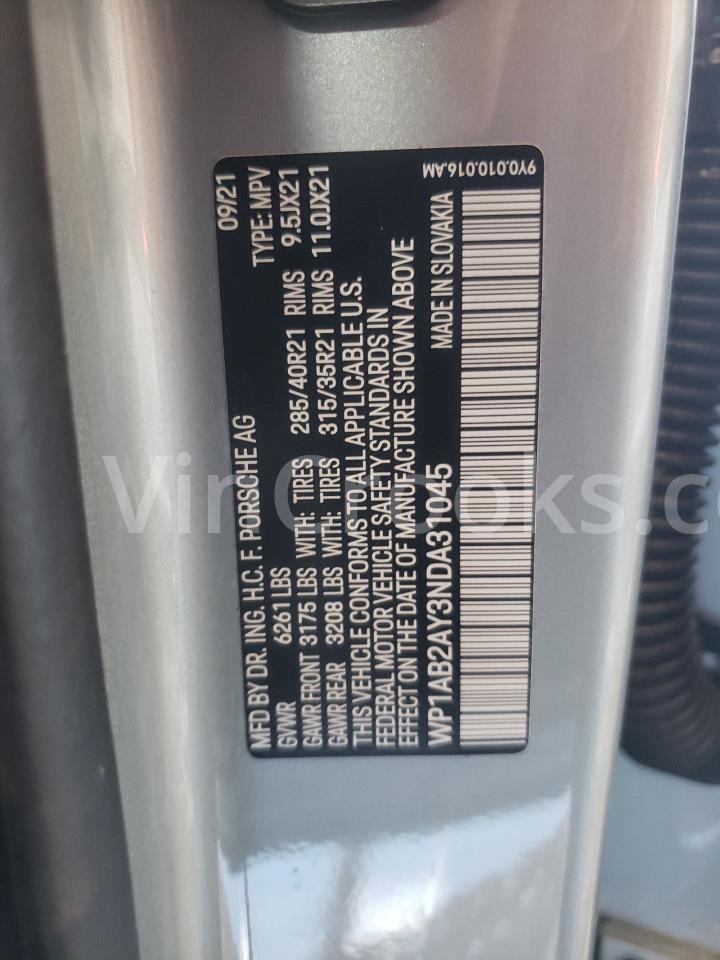 MFD BY DR. ING. H.C. F. PORSCHE AG 09/21
GVWR 6261 LBS TYPE: MPV
GAWR FRONT 3175 LBS WITH: TIRES 285/40R21 RIMS 9.5JX21
GAWR REAR 3208 LBS WITH: TIRES 315/35R21 RIMS 11.0JX21
THIS VEHICLE CONFORMS TO ALL APPLICABLE U.S.
FEDERAL MOTOR VEHICLE SAFETY STANDARDS IN
EFFECT ON THE DATE OF MANUFACTURE SHOWN ABOVE
WP1AB2AY3NDA31045 MADE IN SLOVAKIA
9Y0.010.016.AM